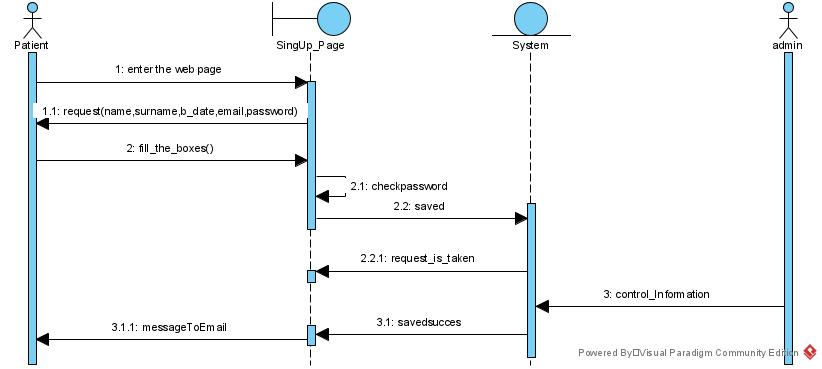 Patient
SingUp_Page
System
admin
1: enter the web page
1.1: request(name,surname,b_date,email,password)
2: fill_the_boxes()
2.1: checkpassword
2.2: saved
2.2.1: request_is_taken
3: control_Information
3.1: savedsucces
3.1.1: messageToEmail
Powered By□Visual Paradigm Community Edition